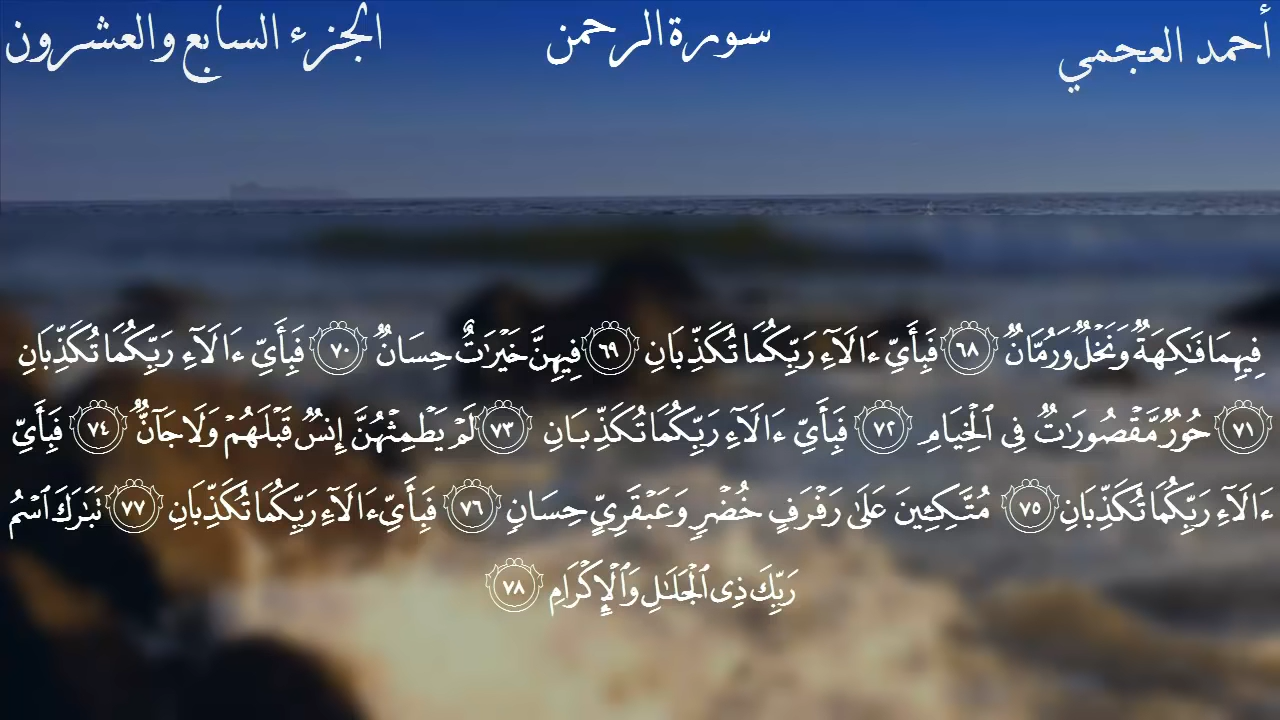 أحمد العجمي
سورة الرحمن
الجزء السابع والعشرون
فِيهِمَا فَٰكِهَةٌ وَنَخْلٌ وَرُمَّانٌ ٦٨ فَبِأَيِّ ءَالَآءِ رَبِّكُمَا تُكَذِّبَانِ ٦٩ فِيهِنَّ خَيْرَٰتٌ حِسَانٌ ٧٠ فَبِأَيِّ ءَالَآءِ رَبِّكُمَا تُكَذِّبَانِ
٧١ حُورٌ مَّقْصُورَٰتٌ فِى ٱلْخِيَامِ ٧٢ فَبِأَيِّ ءَالَآءِ رَبِّكُمَا تُكَذِّبَانِ ٧٣ لَمْ يَطْمِثْهُنَّ إِنسٌ قَبْلَهُمْ وَلَا جَآنٌّ ٧٤ فَبِأَيِّ
ءَالَآءِ رَبِّكُمَا تُكَذِّبَانِ ٧٥ مُتَّكِـِٔينَ عَلَىٰ رَفْرَفٍ خُضْرٍ وَعَبْقَرِيٍّ حِسَانٍ ٧٦ فَبِأَيِّ ءَالَآءِ رَبِّكُمَا تُكَذِّبَانِ ٧٧ تَبَٰرَكَ ٱسْمُ
رَبِّكَ ذِى ٱلْجَلَٰلِ وَٱلْإِكْرَامِ ٧٨